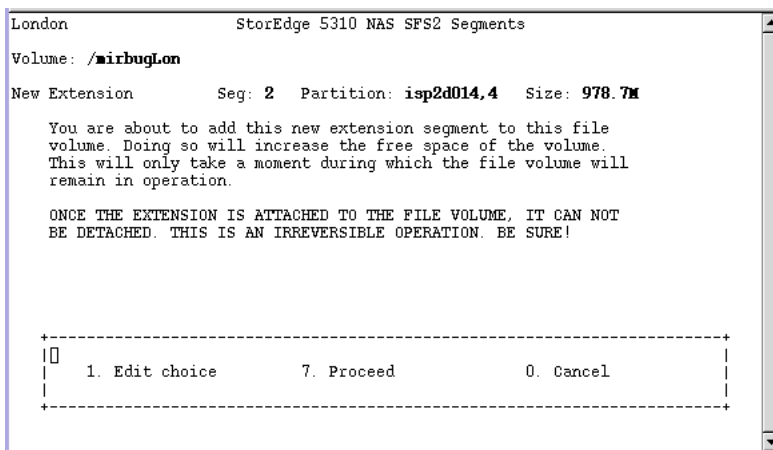 London StorEdge 5310 NAS SFS2 Segments
Volume: /mirbugLon
New Extension Seg: 2 Partition: isp2d014,4 Size: 978.7M
You are about to add this new extension segment to this file
volume. Doing so will increase the free space of the volume.
This will only take a moment during which the file volume will
remain in operation.
ONCE THE EXTENSION IS ATTACHED TO THE FILE VOLUME, IT CAN NOT
BE DETACHED. THIS IS AN IRREVERSIBLE OPERATION. BE SURE!
1. Edit choice 7. Proceed 0. Cancel